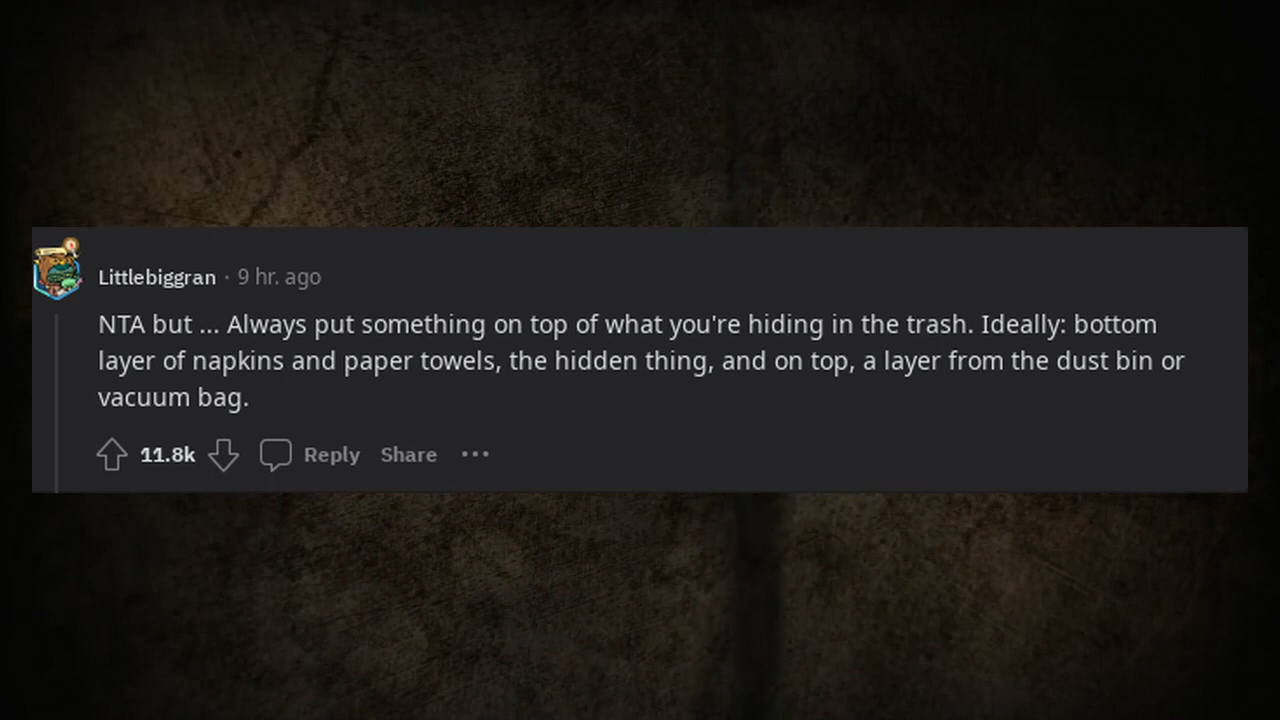 Littlebiggran · 9 hr. ago
NTA but ... Always put something on top of what you're hiding in the trash. Ideally: bottom
layer of napkins and paper towels, the hidden thing, and on top, a layer from the dust bin or
vacuum bag.
11.8k Reply Share ···